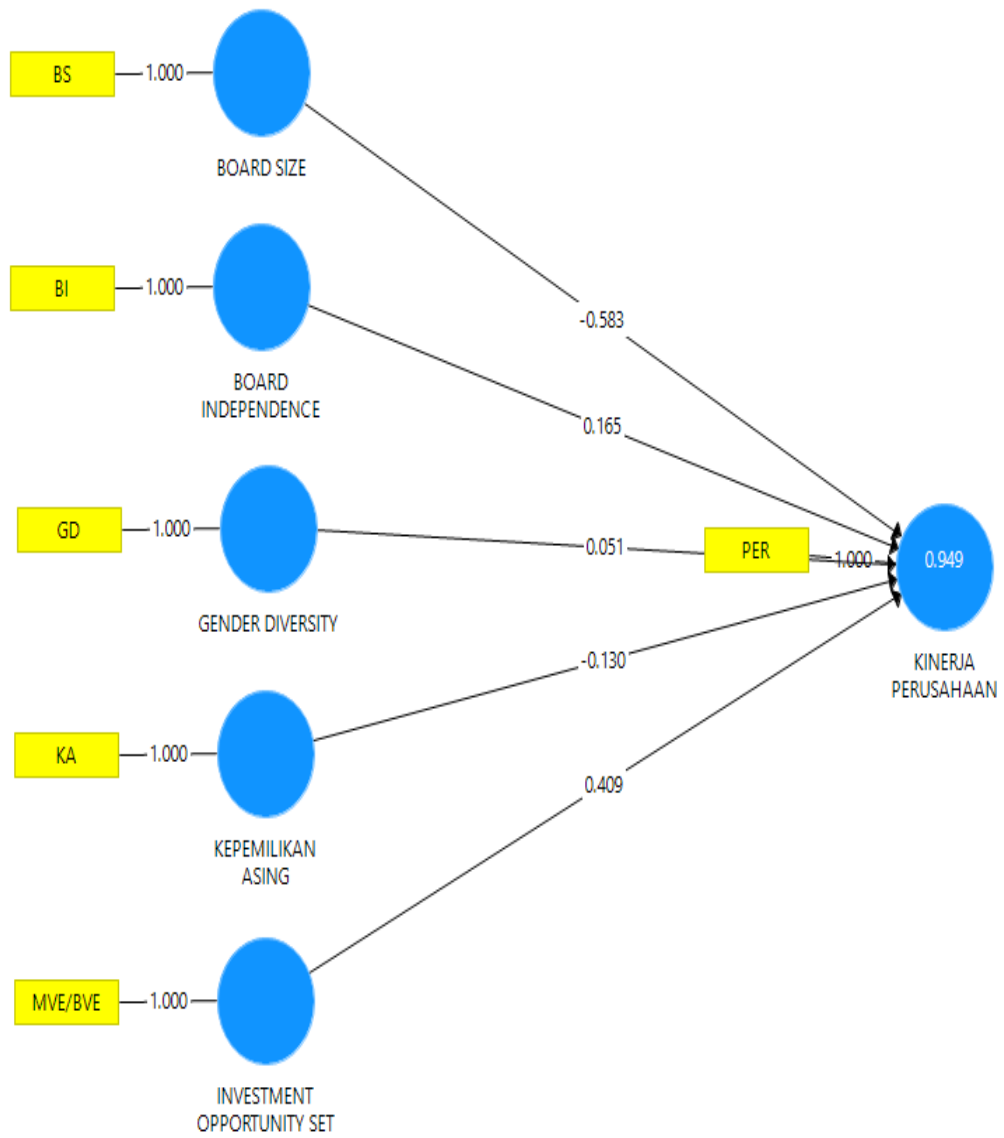 BS
1.000
BOARD SIZE
-0.583
BI
1.000
BOARD
INDEPENDENCE
0.165
GD
1.000
GENDER DIVERSITY
0.051
PER
1.000
0.949
KINERJA
PERUSAHAAN
KA
1.000
KEPEMILIKAN
ASING
-0.130
0.409
MVE/BVE
1.000
INVESTMENT
OPPORTUNITY SET